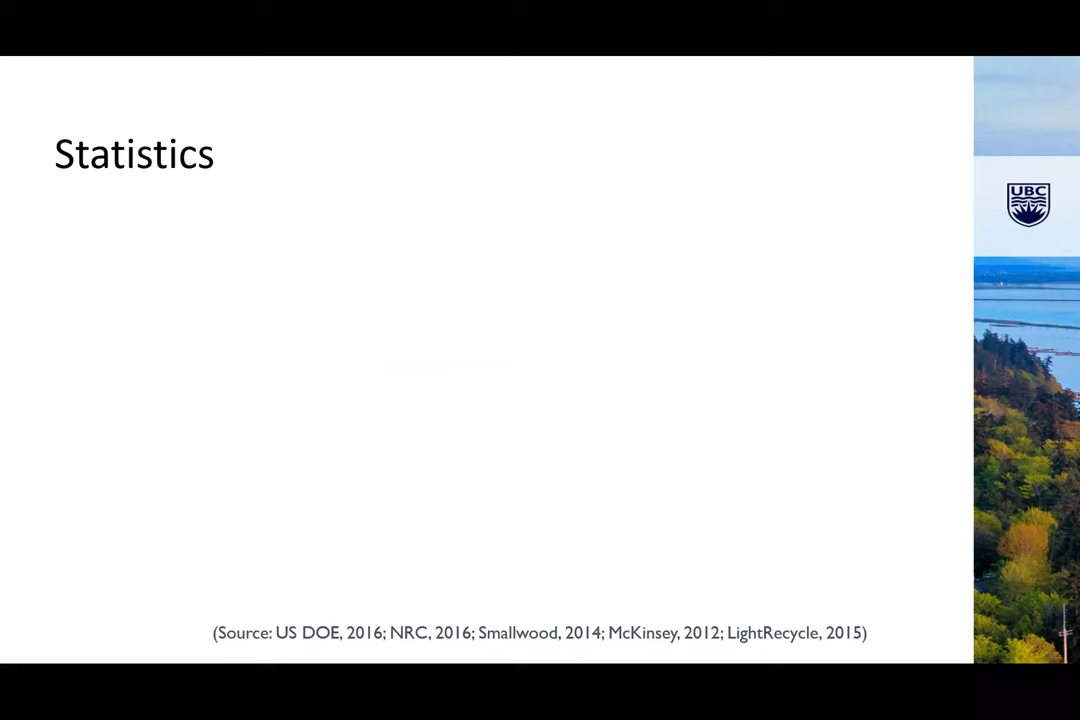 Statistics
UBC
(Source: US DOE, 2016; NRC, 2016; Smallwood, 2014; McKinsey, 2012; LightRecycle, 2015)